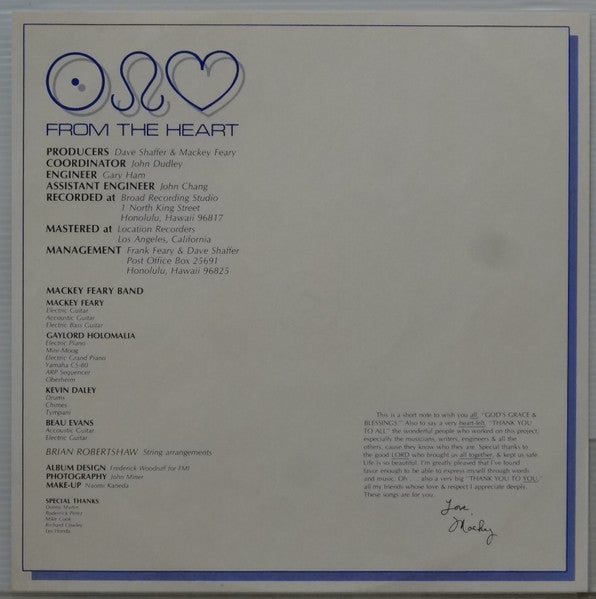 FROM THE HEART
PRODUCERS Dave Shaffer & Mackey Feary
COORDINATOR John Dudley
ENGINEER Gary Ham
ASSISTANT ENGINEER John Chang
RECORDED at Broad Recording Studio
1 North King Street
Honolulu, Hawaii 96817
MASTERED at Location Recorders
Los Angeles, California
MANAGEMENT Frank Feary & Dave Shaffer
Post Office Box 25691
Honolulu, Hawaii 96825
MACKEY FEARY BAND
MACKEY FEARY
Electric Guitar
Accoustic Guitar
Electric Bass Guitar
GAYLORD HOLOMALIA
Electric Piano
Mini-Moog
Electric Grand Piano
Yamaha CS-80
ARP Sequencer
Oberheim
KEVIN DALEY
Drums
Chimes
Tympani
BEAU EVANS
Accoustic Guitar
Electric Guitar
BRIAN ROBERTSHAW String arrangements
ALBUM DESIGN Frederick Woodruff for FMI
PHOTOGRAPHY John Miner
MAKE-UP Naomi Kaneda
SPECIAL THANKS
Roderick Perez
Mike Cook
Richard Cowley
Les Honda
This is a short note to wish you all, "GOD'S GRACE &
BLESSINGS." Also to say a very heart-felt, "THANK YOU
TO ALL" the wonderful people who worked on this project,
especially the musicians, writers, engineers & all the
others, cause they know who they are. Special thanks to
the good LORD who brought us all together, & kept us safe.
Life is so beautiful. I'm greatly pleased that I've found
favor enough to be able to express myself through words
and music. Oh . . . also a very big "THANK YOU TO YOU,"
all my friends whose love & respect I appreciate deeply.
These songs are for you.
Love,
Mackey